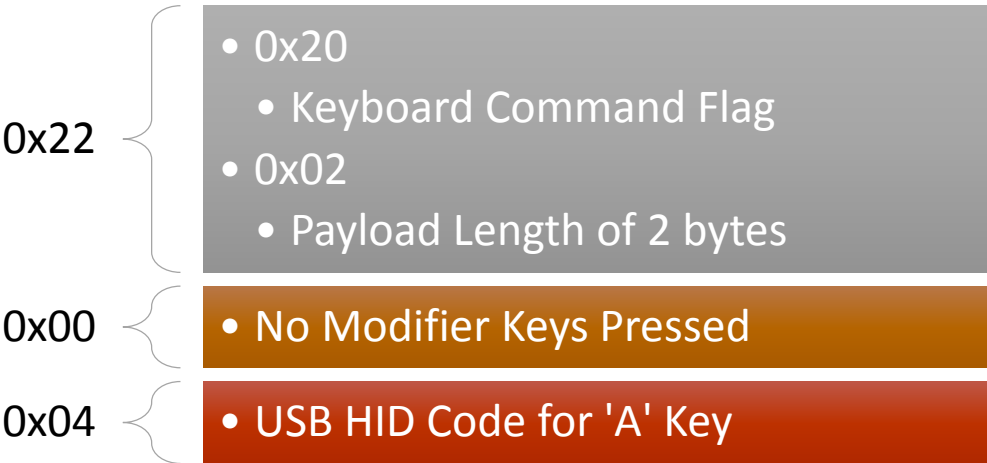 0x22
• 0x20
• Keyboard Command Flag
• 0x02
• Payload Length of 2 bytes
0x00
• No Modifier Keys Pressed
0x04
• USB HID Code for 'A' Key